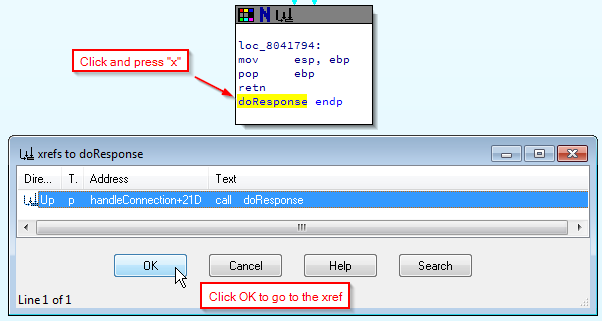 N
loc_8041794:
mov esp, ebp
pop ebp
retn
doResponse endp
Click and press "x"
xrefs to doResponse
Dire... T. Address Text
Up p handleConnection+21D call doResponse
OK Cancel Help Search
Click OK to go to the xref
Line 1 of 1